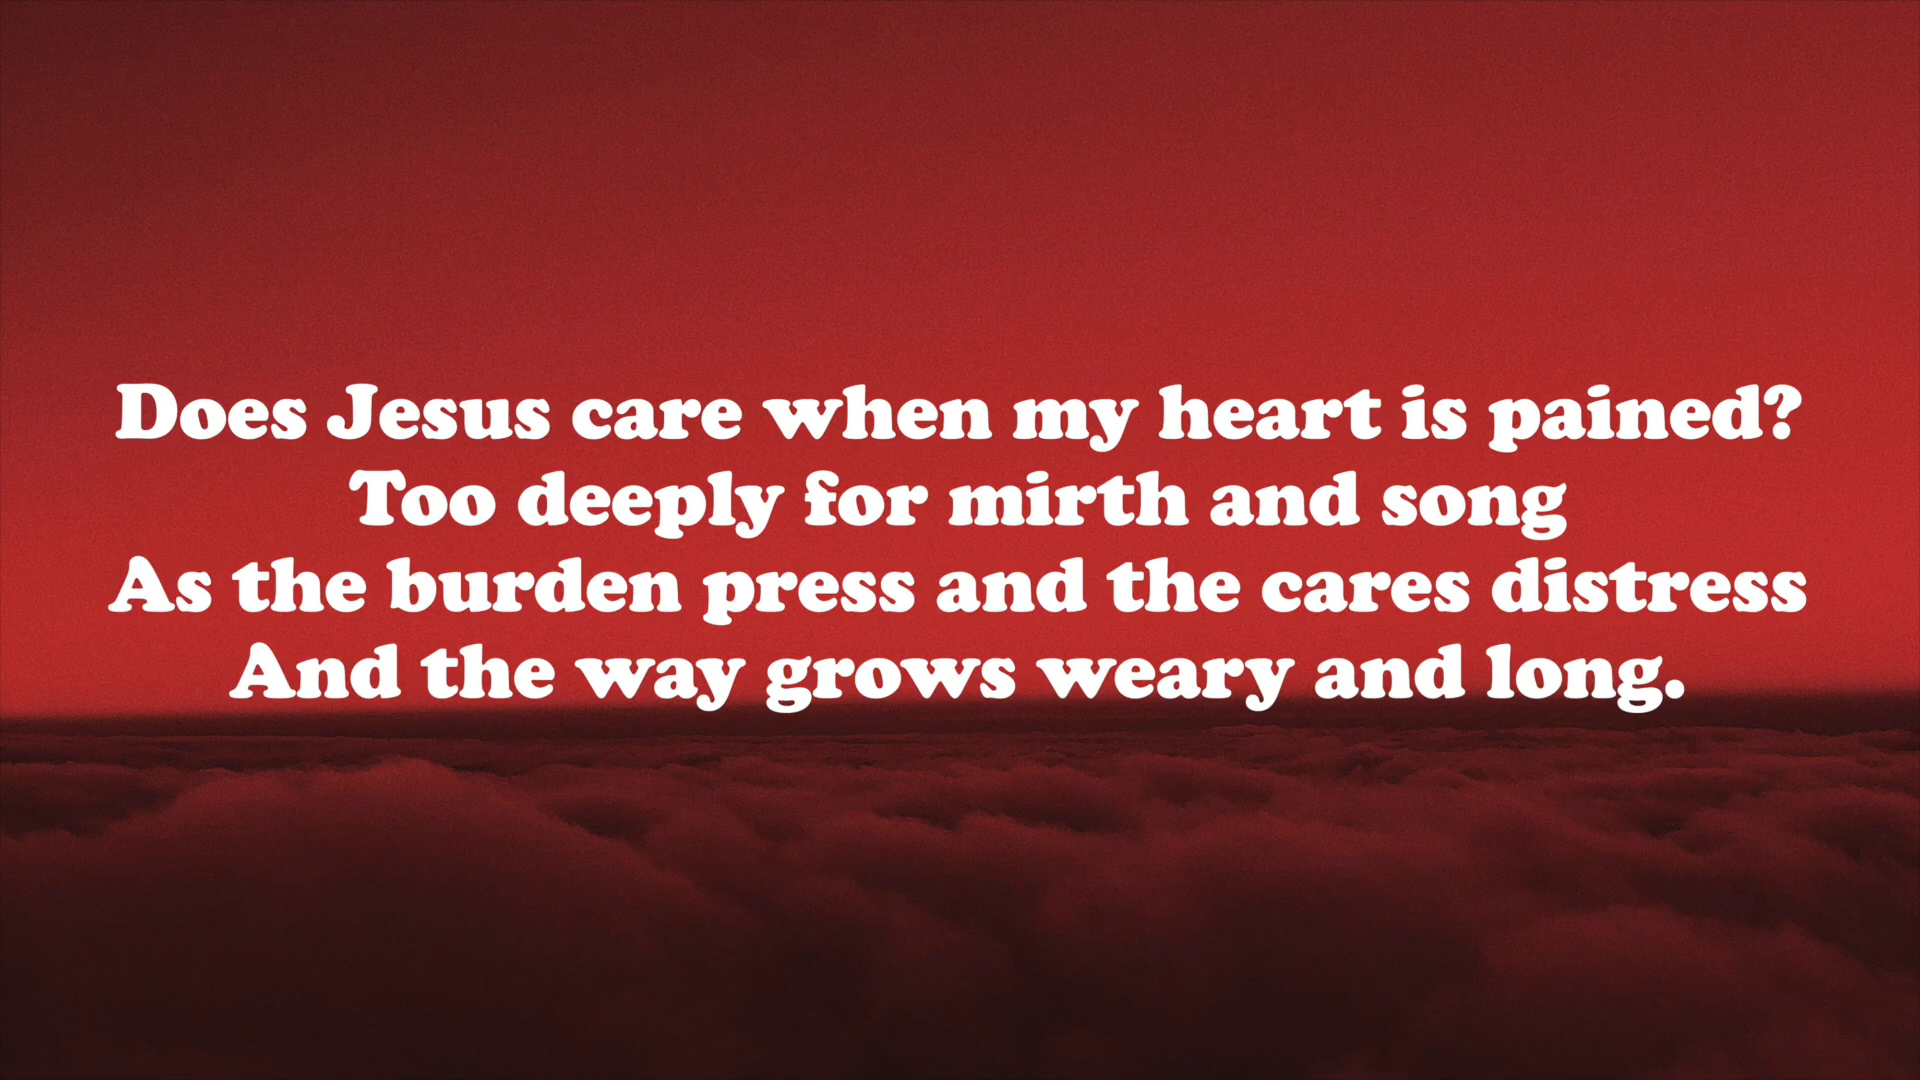 Does Jesus care when my heart is pained?
Too deeply for mirth and song
As the burden press and the cares distress
And the way grows weary and long.